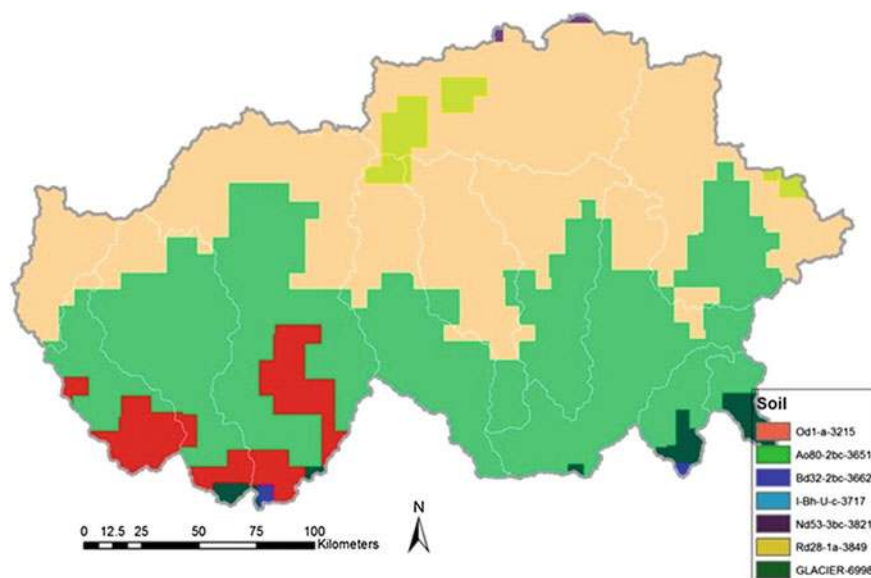 Soil
Od1-a-3215
Ao80-2bc-3651
Bd32-2bc-3662
I-Bh-U-c-3717
Nd53-3bc-3821
Rd28-1a-3849
GLACIER-6998
N
0 12.5 25 50 75 100
Kilometers